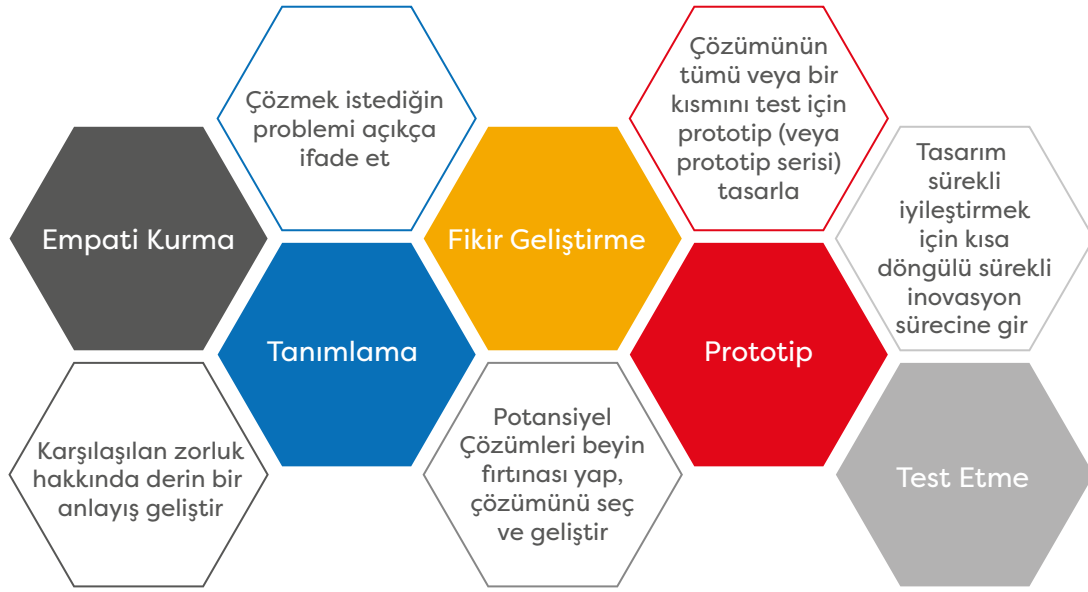 Empati Kurma
Karşılaşılan zorluk
hakkında derin bir
anlayış geliştir
Çözmek istediğin
problemi açıkça
ifade et
Tanımlama
Fikir Geliştirme
Potansiyel
Çözümleri beyin
fırtınası yap,
çözümünü seç
ve geliştir
Çözümünün
tümü veya bir
kısmını test için
prototip (veya
prototip serisi)
tasarla
Prototip
Tasarım
sürekli
iyileştirmek
için kısa
döngülü sürekli
inovasyon
sürecine gir
Test Etme